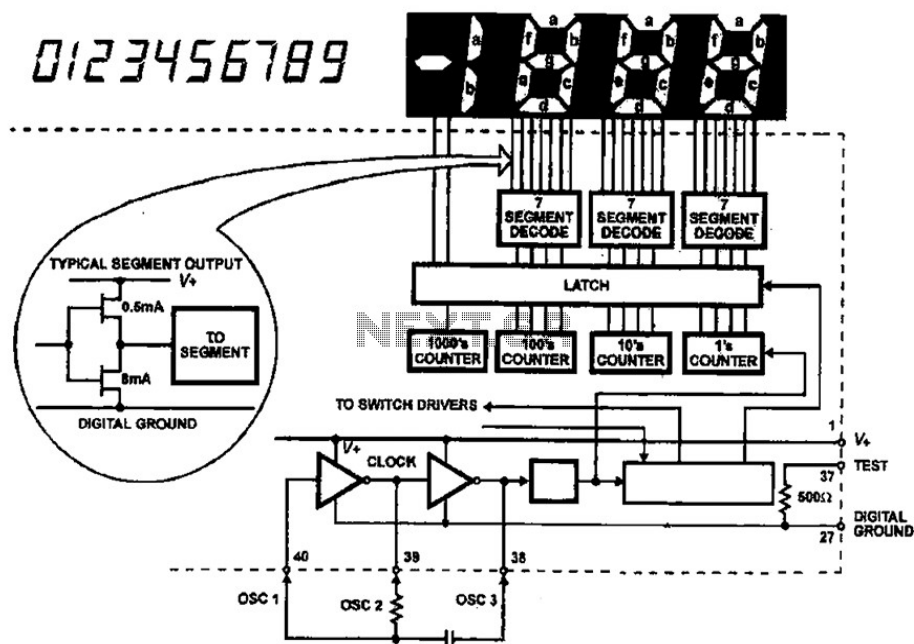 0123456789
a a a
a f b f b f b
g g g
b a c e c e c
d d d
7 7 7
SEGMENT SEGMENT SEGMENT
DECODE DECODE DECODE
TYPICAL SEGMENT OUTPUT
V+
0.5mA
TO
SEGMENT
8mA
DIGITAL GROUND
LATCH
1000's 100's 10's 1's
COUNTER COUNTER COUNTER COUNTER
TO SWITCH DRIVERS
1
V+
V+
CLOCK
TEST
37
500Ω
DIGITAL
GROUND
27
40 39 38
OSC 1 OSC 2 OSC 3